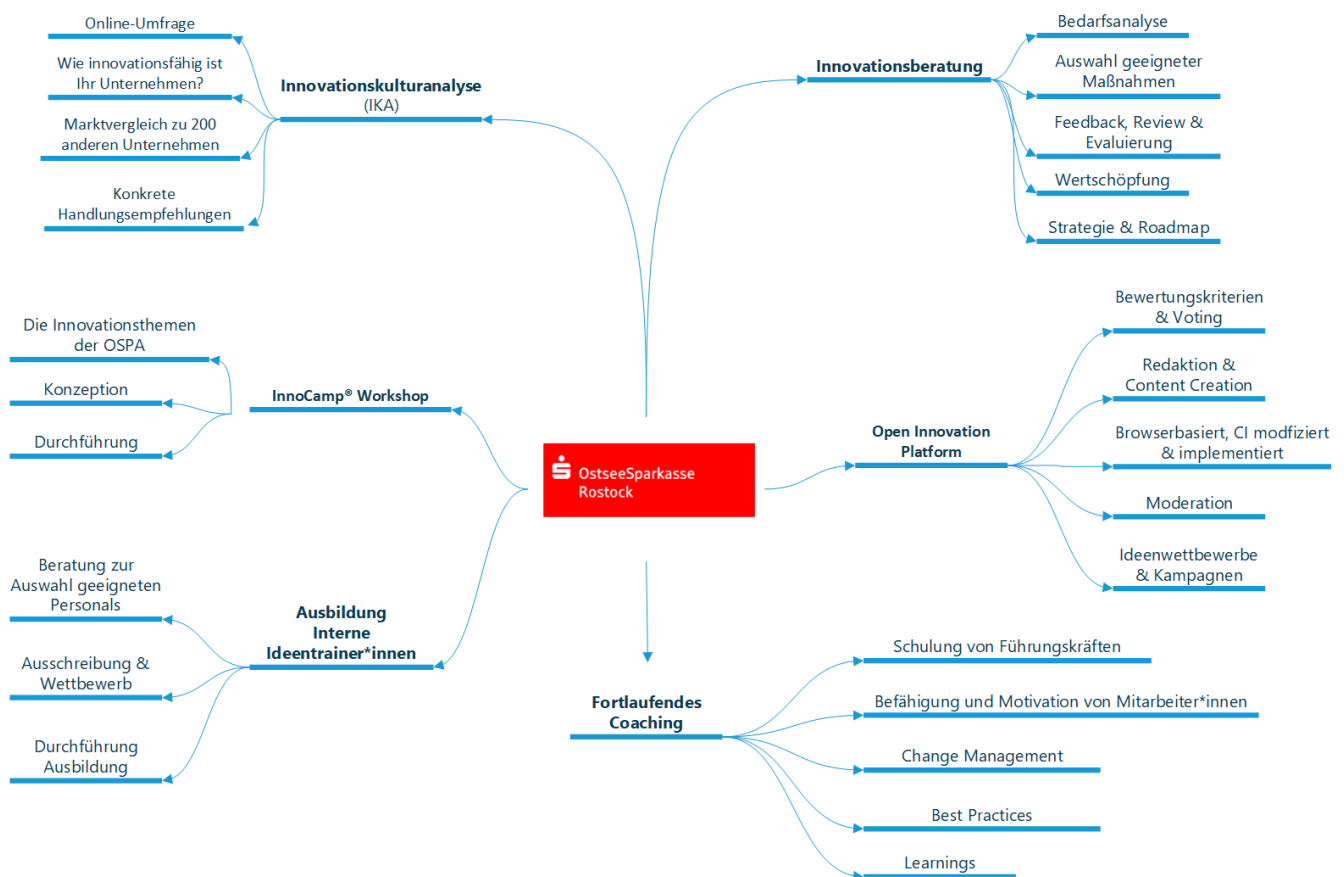 Online-Umfrage
Wie innovationsfähig ist
Ihr Unternehmen?
Marktvergleich zu 200
anderen Unternehmen
Konkrete
Handlungsempfehlungen
Innovationskulturanalyse
(IKA)
Innovationsberatung
Bedarfsanalyse
Auswahl geeigneter
Maßnahmen
Feedback, Review &
Evaluierung
Wertschöpfung
Strategie & Roadmap
Die Innovationsthemen
der OSPA
Konzeption
Durchführung
InnoCamp® Workshop
OstseeSparkasse
Rostock
Open Innovation
Platform
Bewertungskriterien
& Voting
Redaktion &
Content Creation
Browserbasiert, CI modfiziert
& implementiert
Moderation
Ideenwettbewerbe
& Kampagnen
Beratung zur
Auswahl geeigneten
Personals
Ausschreibung &
Wettbewerb
Durchführung
Ausbildung
Ausbildung
Interne
Ideentrainer*innen
Fortlaufendes
Coaching
Schulung von Führungskräften
Befähigung und Motivation von Mitarbeiter*innen
Change Management
Best Practices
Learnings